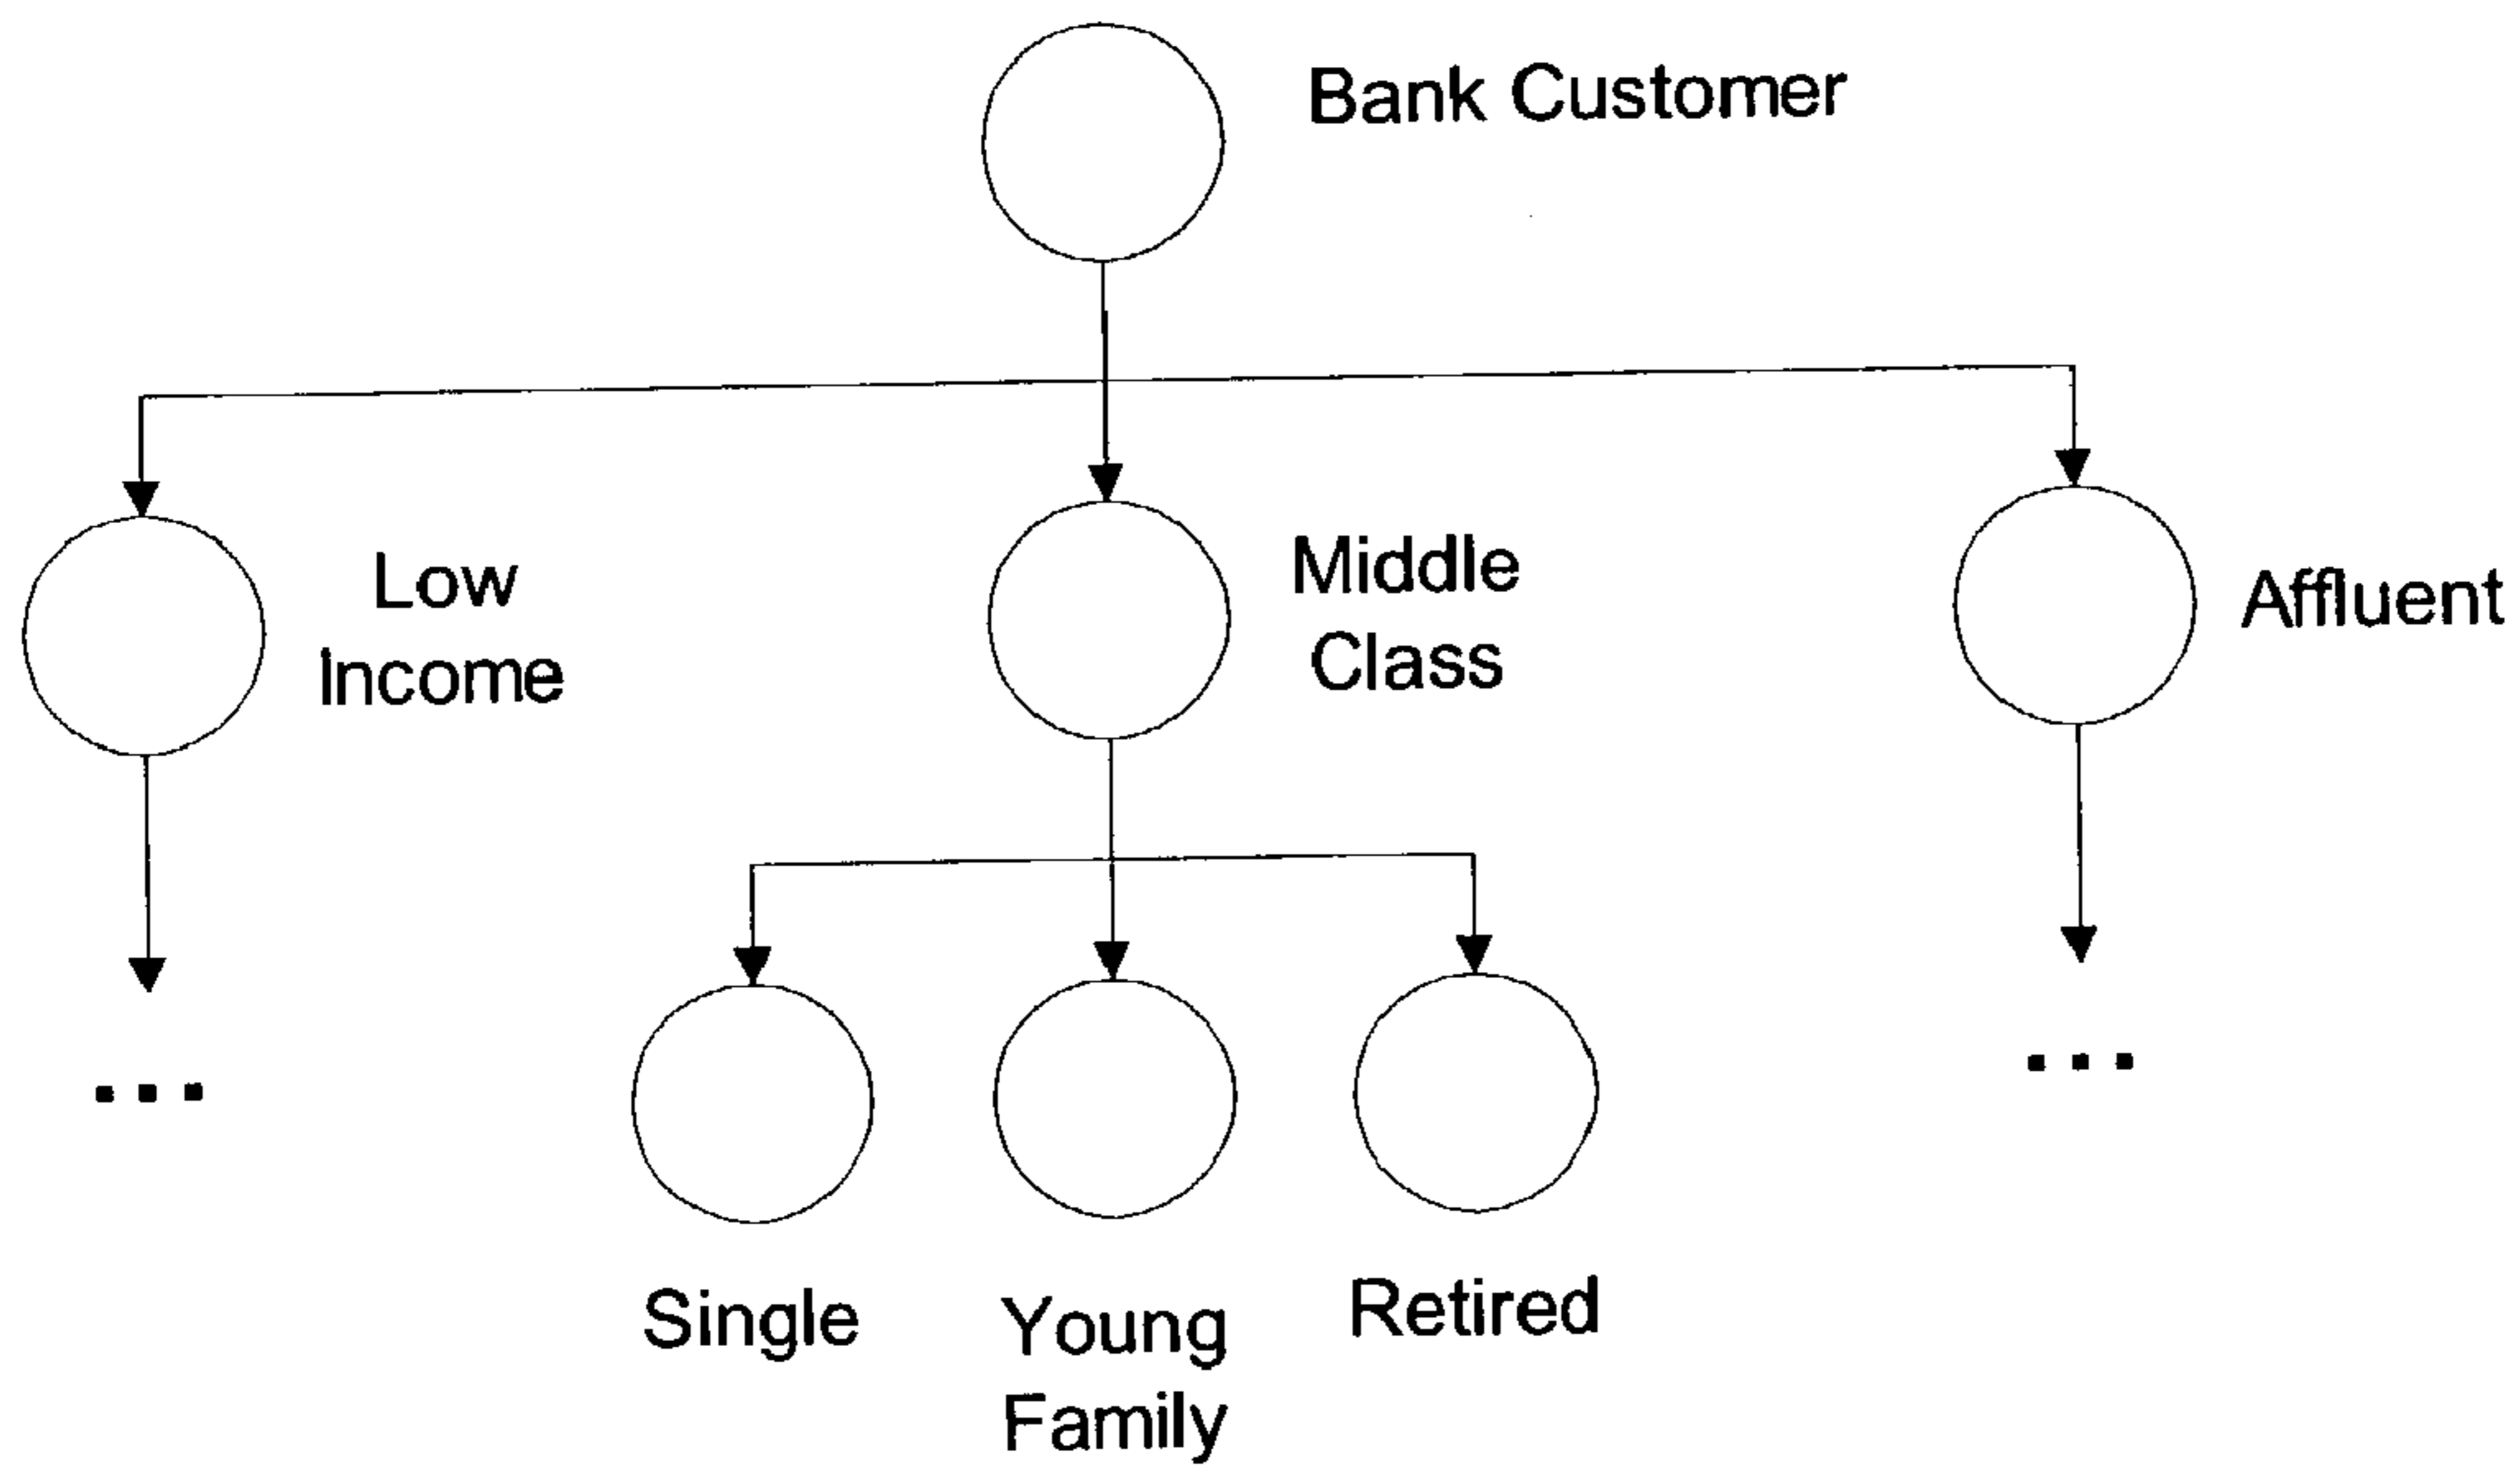 Bank Customer
Low
Income
Middle
Class
Affluent
...
...
Single
Young
Family
Retired